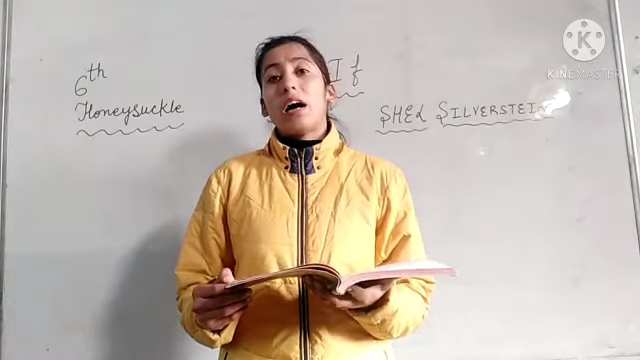 6th
Honeysuckle
If
SHEl SILVERSTEIN
K
KINEMASTER